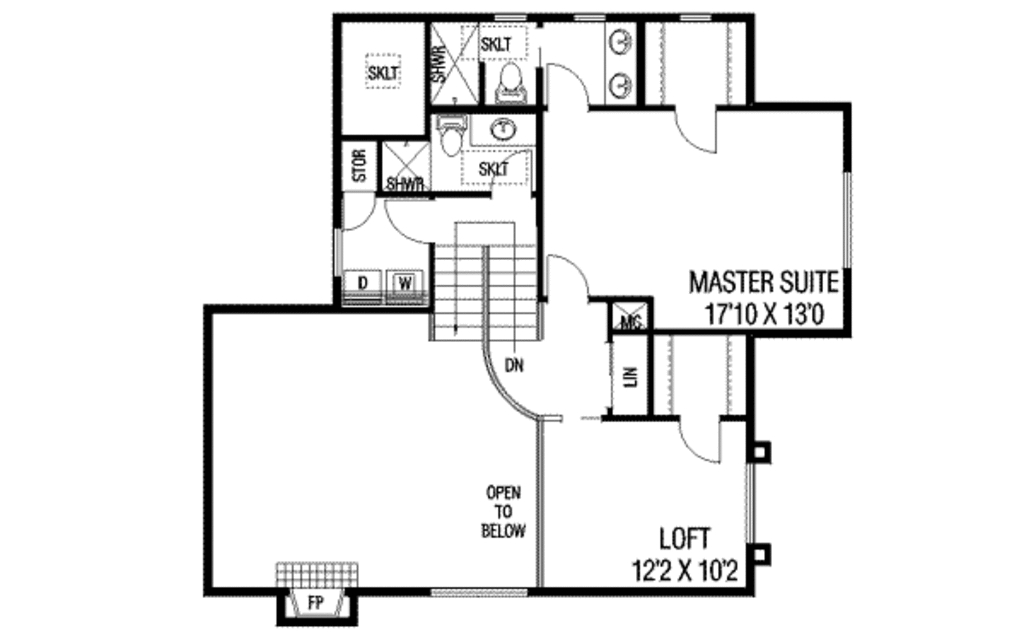 SKLT
SHWR
SKLT
STOR
SHWR
SKLT
D
W
MASTER SUITE
17'10 X 13'0
MC
DN
LIN
OPEN
TO
BELOW
LOFT
12'2 X 10'2
FP